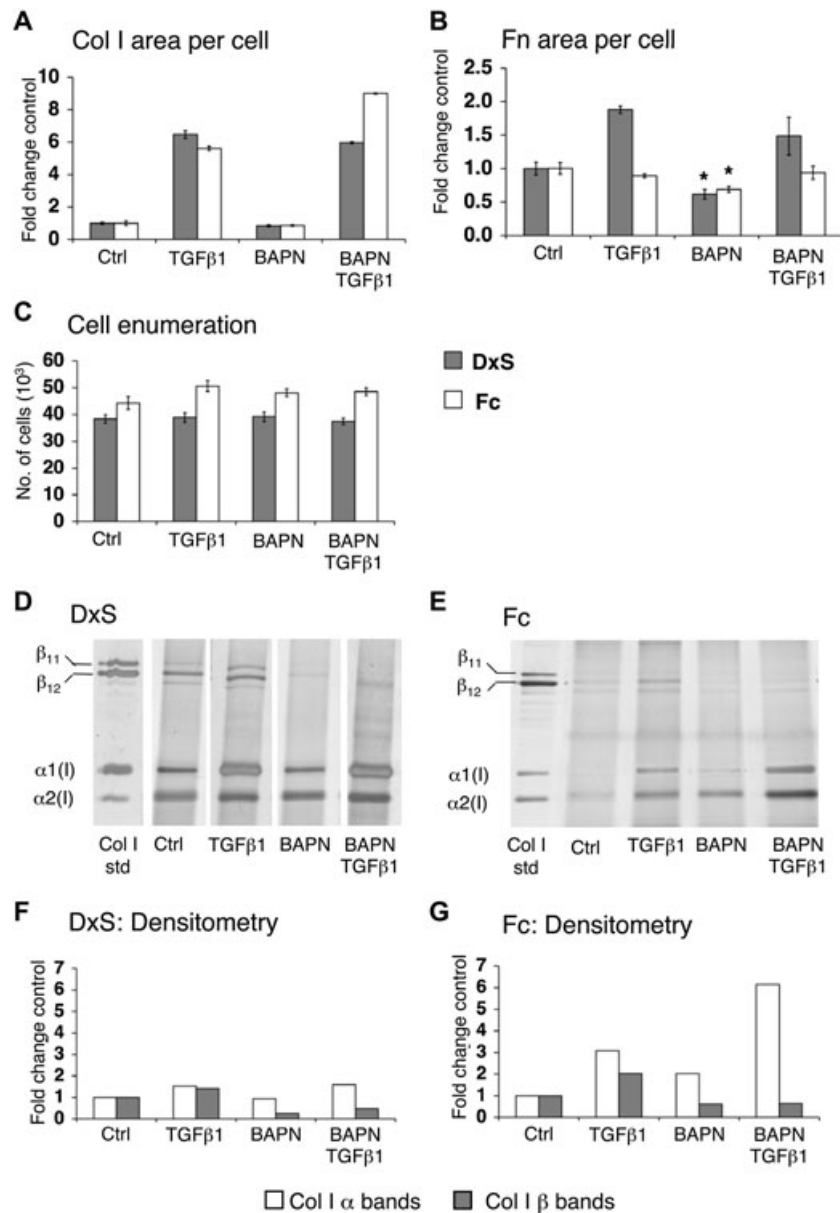 A Col I area per cell
Fold change control
10
8
6
4
2
0
Ctrl TGFβ1 BAPN BAPN
TGFβ1
B Fn area per cell
Fold change control
2.5
2.0
1.5
1.0
0.5
0.0
* *
Ctrl TGFβ1 BAPN BAPN
TGFβ1
C Cell enumeration
No. of cells (10³)
60
50
40
30
20
10
0
Ctrl TGFβ1 BAPN BAPN
TGFβ1
DxS
Fc
D DxS
β₁₁
β₁₂
α1(I)
α2(I)
Col I Ctrl TGFβ1 BAPN BAPN
std TGFβ1
E Fc
β₁₁
β₁₂
α1(I)
α2(I)
Col I Ctrl TGFβ1 BAPN BAPN
std TGFβ1
F DxS: Densitometry
Fold change control
7
6
5
4
3
2
1
0
Ctrl TGFβ1 BAPN BAPN
TGFβ1
G Fc: Densitometry
Fold change control
7
6
5
4
3
2
1
0
Ctrl TGFβ1 BAPN BAPN
TGFβ1
Col I α bands Col I β bands